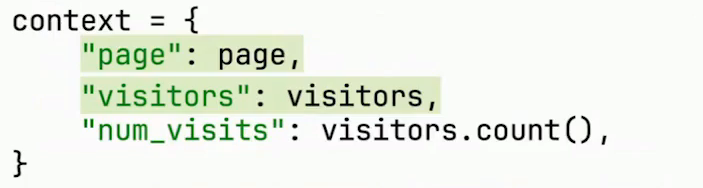 context = {
    "page": page,
    "visitors": visitors,
    "num_visits": visitors.count(),
}